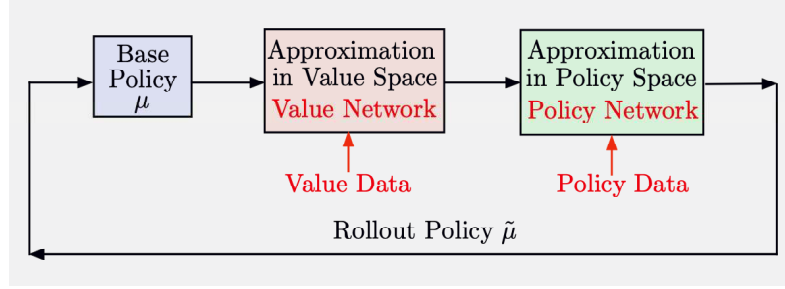 Base
Policy
μ
Approximation
in Value Space
Value Network
Approximation
in Policy Space
Policy Network
Value Data
Policy Data
Rollout Policy μ̃